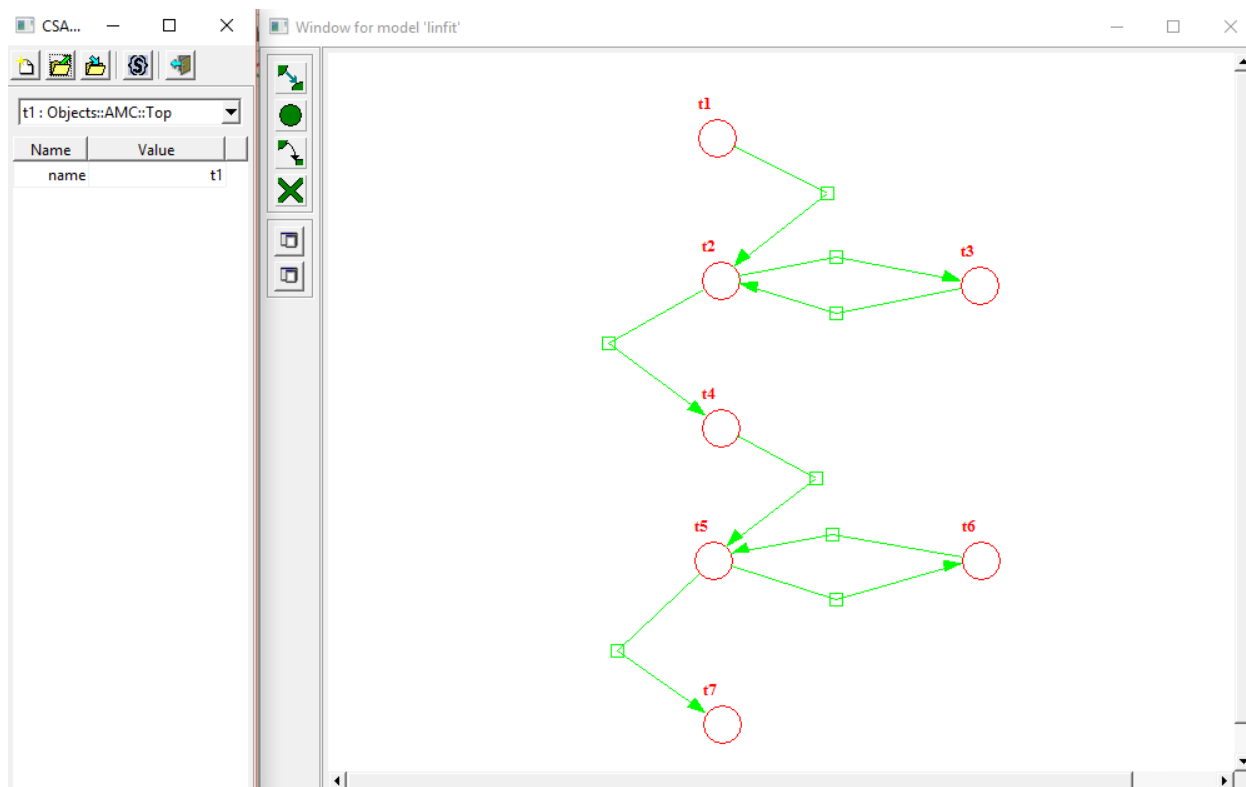 CSA...
Window for model 'linfit'
t1 : Objects::AMC::Top
Name Value
name t1
t1
t2
t3
t4
t5
t6
t7